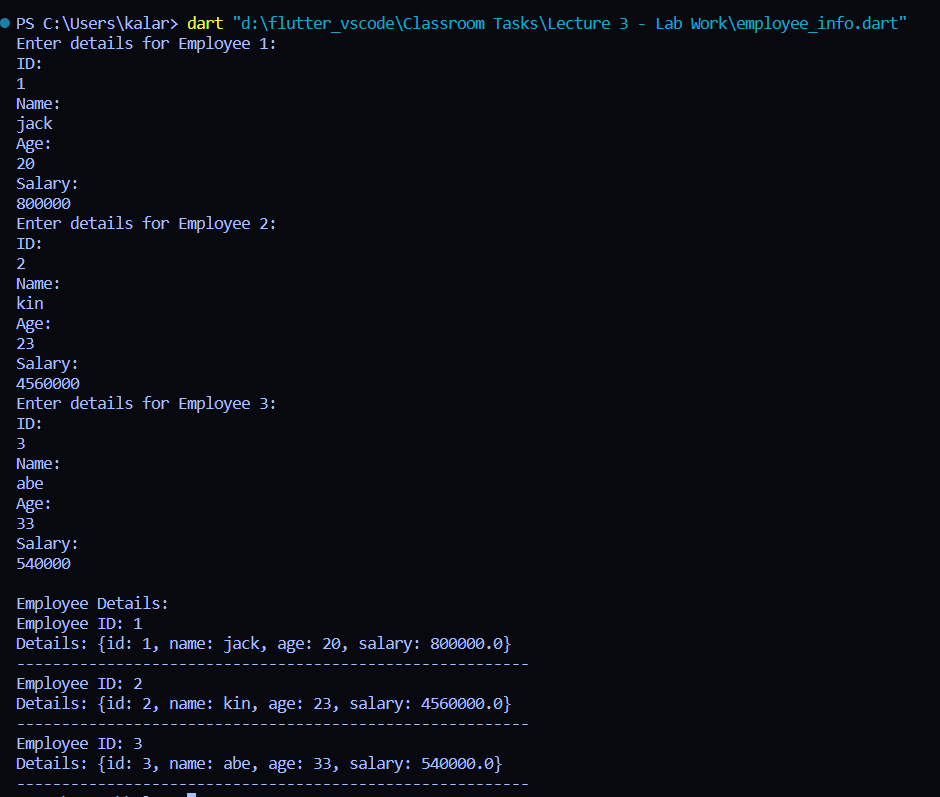 PS C:\Users\kalar> dart "d:\flutter_vscode\Classroom Tasks\Lecture 3 - Lab Work\employee_info.dart"
Enter details for Employee 1:
ID:
1
Name:
jack
Age:
20
Salary:
800000
Enter details for Employee 2:
ID:
2
Name:
kin
Age:
23
Salary:
4560000
Enter details for Employee 3:
ID:
3
Name:
abe
Age:
33
Salary:
540000

Employee Details:
Employee ID: 1
Details: {id: 1, name: jack, age: 20, salary: 800000.0}
---------------------------------------------------------
Employee ID: 2
Details: {id: 2, name: kin, age: 23, salary: 4560000.0}
---------------------------------------------------------
Employee ID: 3
Details: {id: 3, name: abe, age: 33, salary: 540000.0}
---------------------------------------------------------